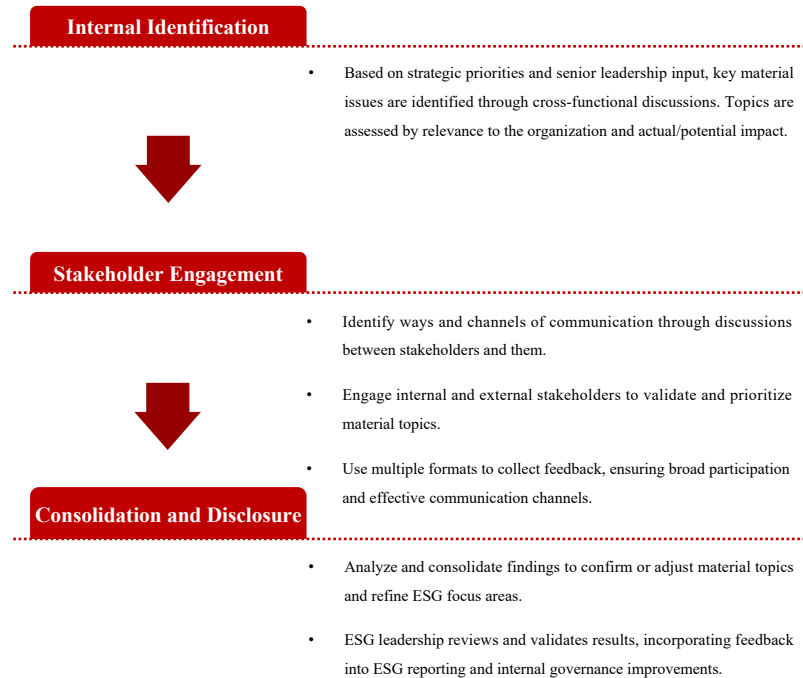 Internal Identification
• Based on strategic priorities and senior leadership input, key material
issues are identified through cross-functional discussions. Topics are
assessed by relevance to the organization and actual/potential impact.
Stakeholder Engagement
• Identify ways and channels of communication through discussions
between stakeholders and them.
• Engage internal and external stakeholders to validate and prioritize
material topics.
• Use multiple formats to collect feedback, ensuring broad participation
and effective communication channels.
Consolidation and Disclosure
• Analyze and consolidate findings to confirm or adjust material topics
and refine ESG focus areas.
• ESG leadership reviews and validates results, incorporating feedback
into ESG reporting and internal governance improvements.